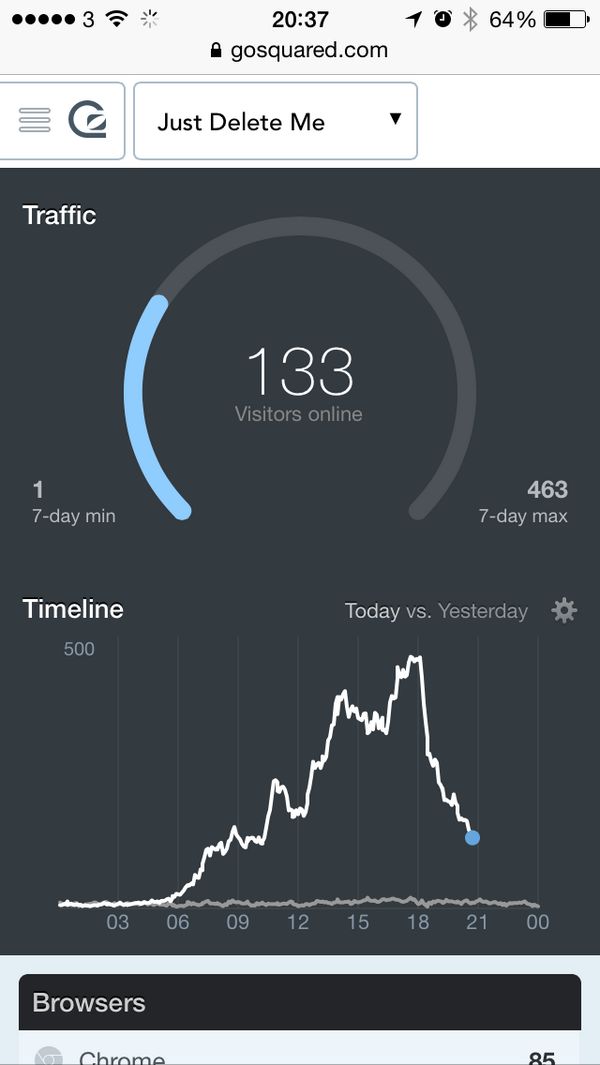 3 20:37 64%
gosquared.com
Just Delete Me
Traffic
133
Visitors online
1 463
7-day min 7-day max
Timeline Today vs. Yesterday
500
03 06 09 12 15 18 21 00
Browsers
Chrome 85